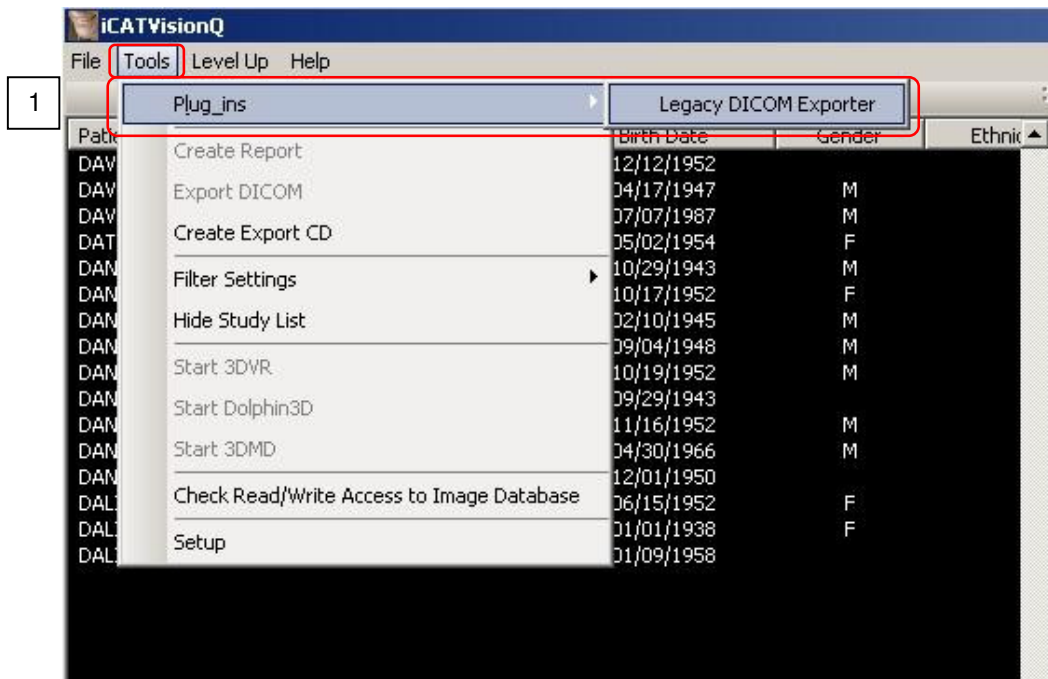 iCATVisionQ
File Tools Level Up Help
1
Plug_ins Legacy DICOM Exporter
Birth Date Gender
Create Report
Export DICOM
Create Export CD
Filter Settings
Hide Study List
Start 3DVR
Start Dolphin3D
Start 3DMD
Check Read/Write Access to Image Database
Setup
DAV 12/12/1952
DAV 04/17/1947 M
DAV 07/07/1987 M
DAT 05/02/1954 F
DAN 10/29/1943 M
DAN 10/17/1952 F
DAN 02/10/1945 M
DAN 09/04/1948 M
DAN 10/19/1952 M
DAN 09/29/1943
DAN 11/16/1952 M
DAN 04/30/1966 M
DAN 12/01/1950
DAL 06/15/1952 F
DAL 01/01/1938 F
DAL 01/09/1958